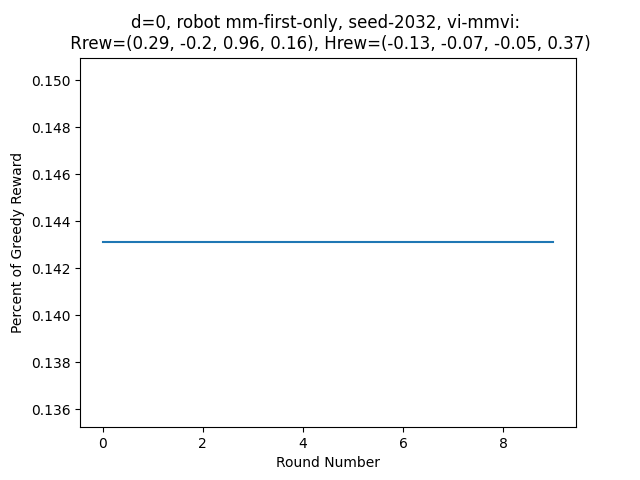 d=0, robot mm-first-only, seed-2032, vi-mmvi:
Rrew=(0.29, -0.2, 0.96, 0.16), Hrew=(-0.13, -0.07, -0.05, 0.37)
Percent of Greedy Reward
0.150
0.148
0.146
0.144
0.142
0.140
0.138
0.136
0 2 4 6 8
Round Number